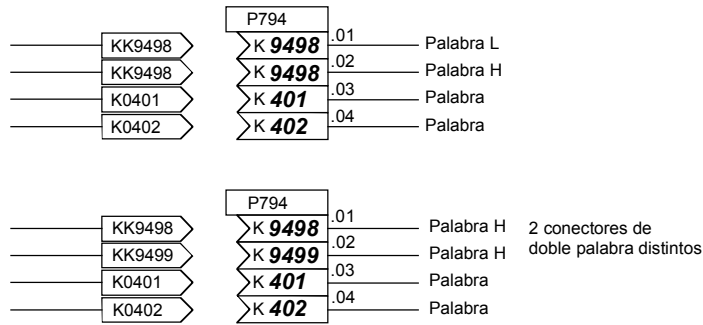 P794
KK9498 K 9498 .01 Palabra L
KK9498 K 9498 .02 Palabra H
K0401 K 401 .03 Palabra
K0402 K 402 .04 Palabra
P794
KK9498 K 9498 .01 Palabra H 2 conectores de
KK9499 K 9499 .02 Palabra H doble palabra distintos
K0401 K 401 .03 Palabra
K0402 K 402 .04 Palabra